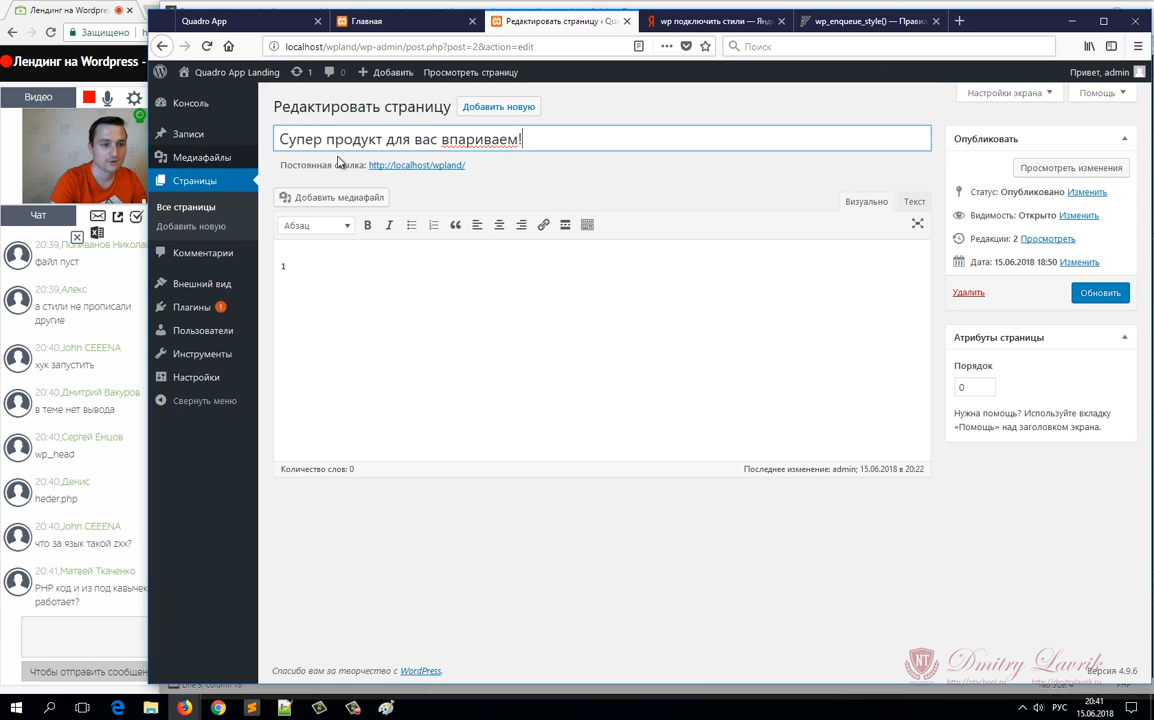 Лендинг на Wordpres
Защищено
Лендинг на Wordpress -
Видео
Чат
20:39,Поливанов Николай
файл пуст
20:39,Алекс
а стили не прописали
другие
20:40,John CEEENA
хук запустить
20:40,Дмитрий Вакуров
в теме нет вывода
20:40,Сергей Емцов
wp_head
20:40,Денис
heder.php
20:40,John CEEENA
что за язык такой zxx?
20:41,Матвей Ткаченко
PHP код и из под кавычек
работает?
Чтобы отправить сообщен
Quadro App
Главная
Редактировать страницу ‹ Qu
wp подключить стили — Янд
wp_enqueue_style() — Правил
localhost/wpland/wp-admin/post.php?post=2&action=edit
Поиск
Quadro App Landing
1
0
Добавить
Просмотреть страницу
Привет, admin
Консоль
Записи
Медиафайлы
Страницы
Все страницы
Добавить новую
Комментарии
Внешний вид
Плагины 1
Пользователи
Инструменты
Настройки
Свернуть меню
Настройки экрана
Помощь
Редактировать страницу
Добавить новую
Супер продукт для вас впариваем!
Постоянная ссылка: http://localhost/wpland/
Добавить медиафайл
Визуально
Текст
Абзац
1
Количество слов: 0
Последнее изменение: admin; 15.06.2018 в 20:22
Опубликовать
Просмотреть изменения
Статус: Опубликовано Изменить
Видимость: Открыто Изменить
Редакции: 2 Просмотреть
Дата: 15.06.2018 18:50 Изменить
Удалить
Обновить
Атрибуты страницы
Порядок
0
Нужна помощь? Используйте вкладку
«Помощь» над заголовком экрана.
Спасибо вам за творчество с WordPress.
NT
Dmitry Lavrik
Версия 4.9.6
РУС
20:41
15.06.2018